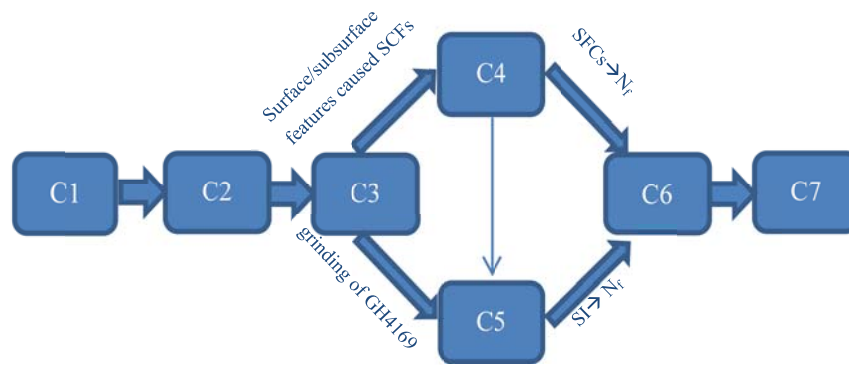 Surface/subsurface
features caused SCFs
SFCs→Nf
C4
C1
C2
C3
C6
C7
grinding of GH4169
C5
SI→ Nf